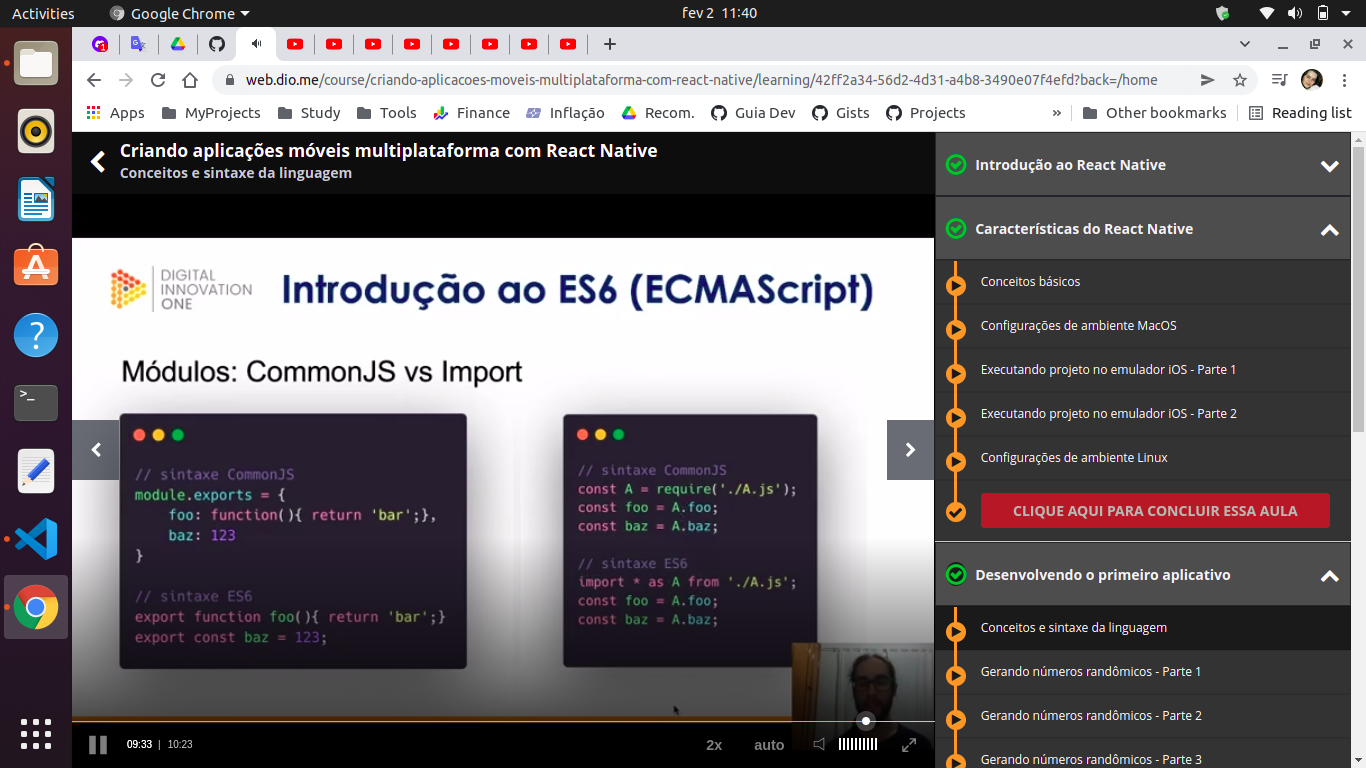 Activities
Google Chrome
fev 2 11:40
web.dio.me/course/criando-aplicacoes-moveis-multiplataforma-com-react-native/learning/42ff2a34-56d2-4d31-a4b8-3490e07f4efd?back=/home
Apps
MyProjects
Study
Tools
Finance
Inflação
Recom.
Guia Dev
Gists
Projects
»
Other bookmarks
Reading list
Criando aplicações móveis multiplataforma com React Native
Conceitos e sintaxe da linguagem
DIGITAL
INNOVATION
ONE
Introdução ao ES6 (ECMAScript)
Módulos: CommonJS vs Import
// sintaxe CommonJS
module.exports = {
foo: function(){ return 'bar';},
baz: 123
}
// sintaxe ES6
export function foo(){ return 'bar';}
export const baz = 123;
// sintaxe CommonJS
const A = require('./A.js');
const foo = A.foo;
const baz = A.baz;
// sintaxe ES6
import * as A from './A.js';
const foo = A.foo;
const baz = A.baz;
09:33 | 10:23
2x
auto
Introdução ao React Native
Características do React Native
Conceitos básicos
Configurações de ambiente MacOS
Executando projeto no emulador iOS - Parte 1
Executando projeto no emulador iOS - Parte 2
Configurações de ambiente Linux
CLIQUE AQUI PARA CONCLUIR ESSA AULA
Desenvolvendo o primeiro aplicativo
Conceitos e sintaxe da linguagem
Gerando números randômicos - Parte 1
Gerando números randômicos - Parte 2
Gerando números randômicos - Parte 3